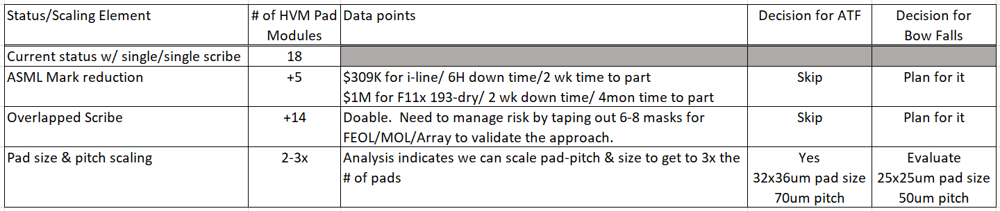 Status/Scaling Element # of HVM Pad Modules Data points Decision for ATF Decision for Bow Falls
Current status w/ single/single scribe 18
ASML Mark reduction +5 $309K for i-line/ 6H down time/2 wk time to part Skip Plan for it
$1M for F11x 193-dry/ 2 wk down time/ 4mon time to part
Overlapped Scribe +14 Doable.  Need to manage risk by taping out 6-8 masks for Skip Plan for it
FEOL/MOL/Array to validate the approach.
Pad size & pitch scaling 2-3x Analysis indicates we can scale pad-pitch & size to get to 3x the Yes Evaluate
# of pads 32x36um pad size 25x25um pad size
70um pitch 50um pitch